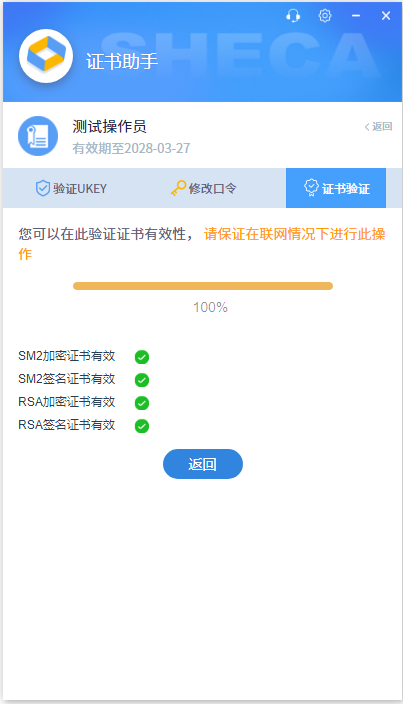 SHECA
证书助手
测试操作员
返回
有效期至2028-03-27
验证UKEY 修改口令 证书验证
您可以在此验证证书有效性， 请保证在联网情况下进行此操
作
100%
SM2加密证书有效
SM2签名证书有效
RSA加密证书有效
RSA签名证书有效
返回